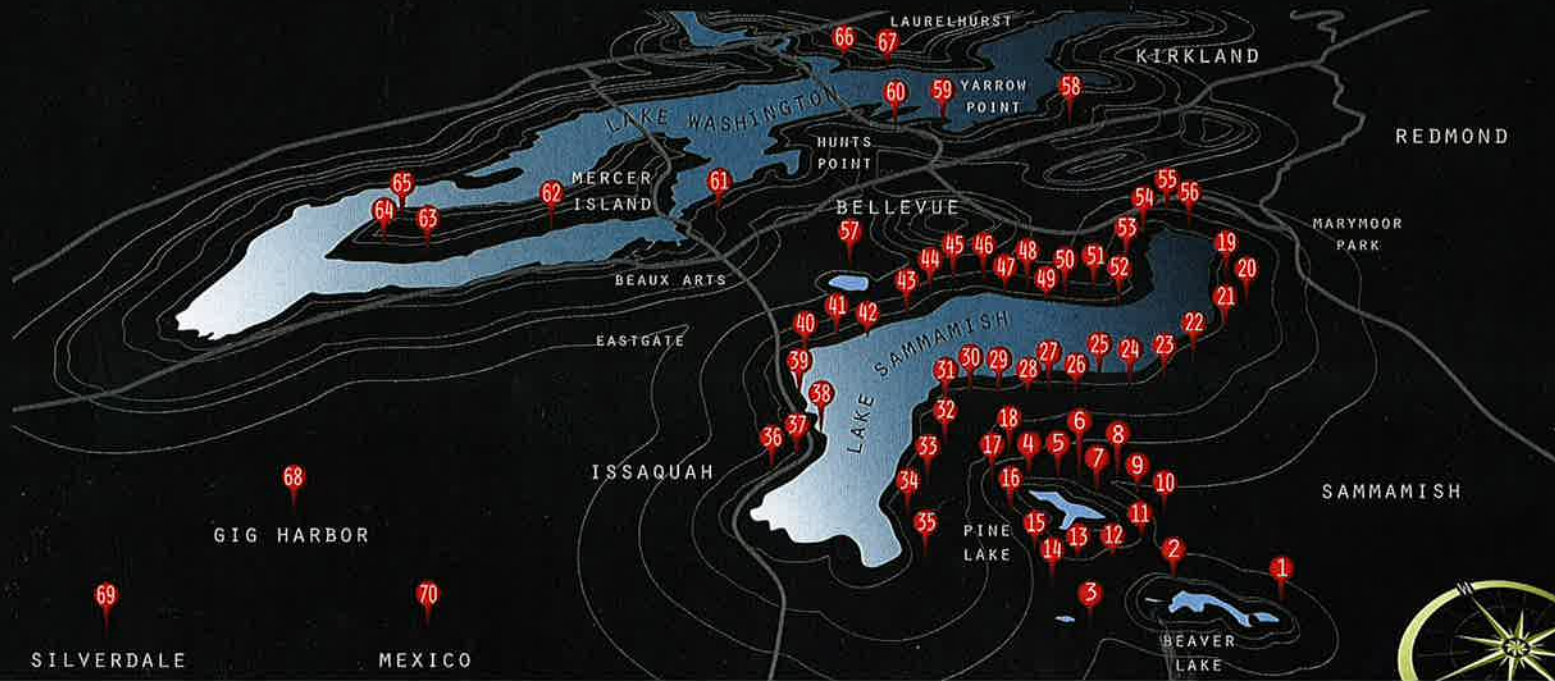 LAURELHURST
66
67
KIRKLAND
60
59
YARROW
POINT
58
LAKE WASHINGTON
REDMOND
HUNTS
POINT
65
64
63
62
MERCER
ISLAND
61
BELLEVUE
57
55
54
56
53
MARYMOOR
PARK
BEAUX ARTS
44
45
46
47
48
49
50
51
52
19
20
21
43
41
42
40
EASTGATE
39
38
LAKE SAMMAMISH
31
30
29
28
27
26
25
24
23
22
32
36
37
33
34
35
18
17
4
5
6
7
8
9
10
16
ISSAQUAH
SAMMAMISH
68
GIG HARBOR
15
14
13
12
11
PINE
LAKE
2
1
3
W
69
70
BEAVER
LAKE
SILVERDALE
MEXICO